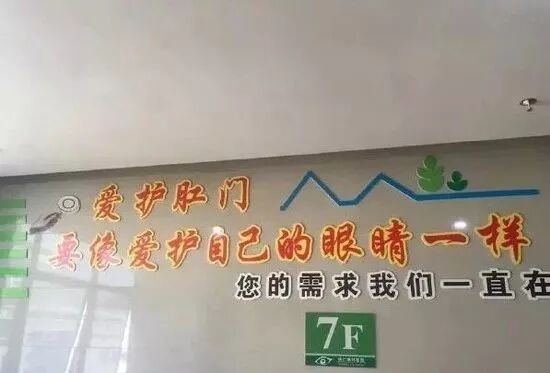 爱护肛门
要像爱护自己的眼睛一样
您的需求我们一直在
7F